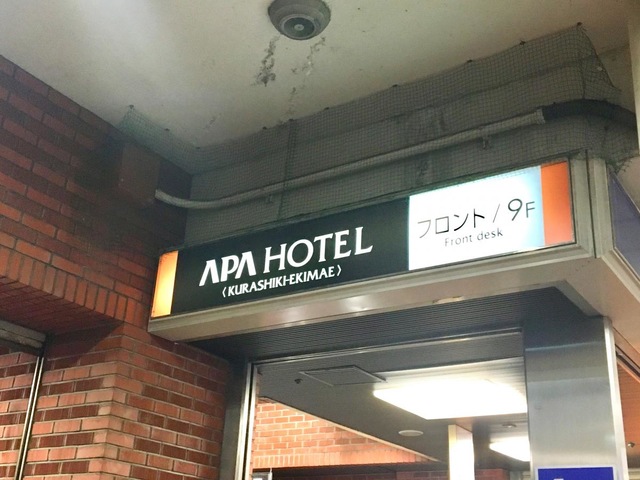 APA HOTEL
〈KURASHIKI-EKIMAE〉
フロント / 9F
Front desk